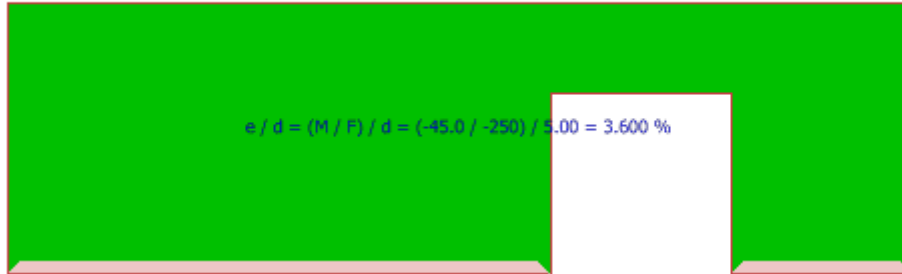 e / d = (M / F) / d = (-45.0 / -250) / 5.00 = 3.600 %